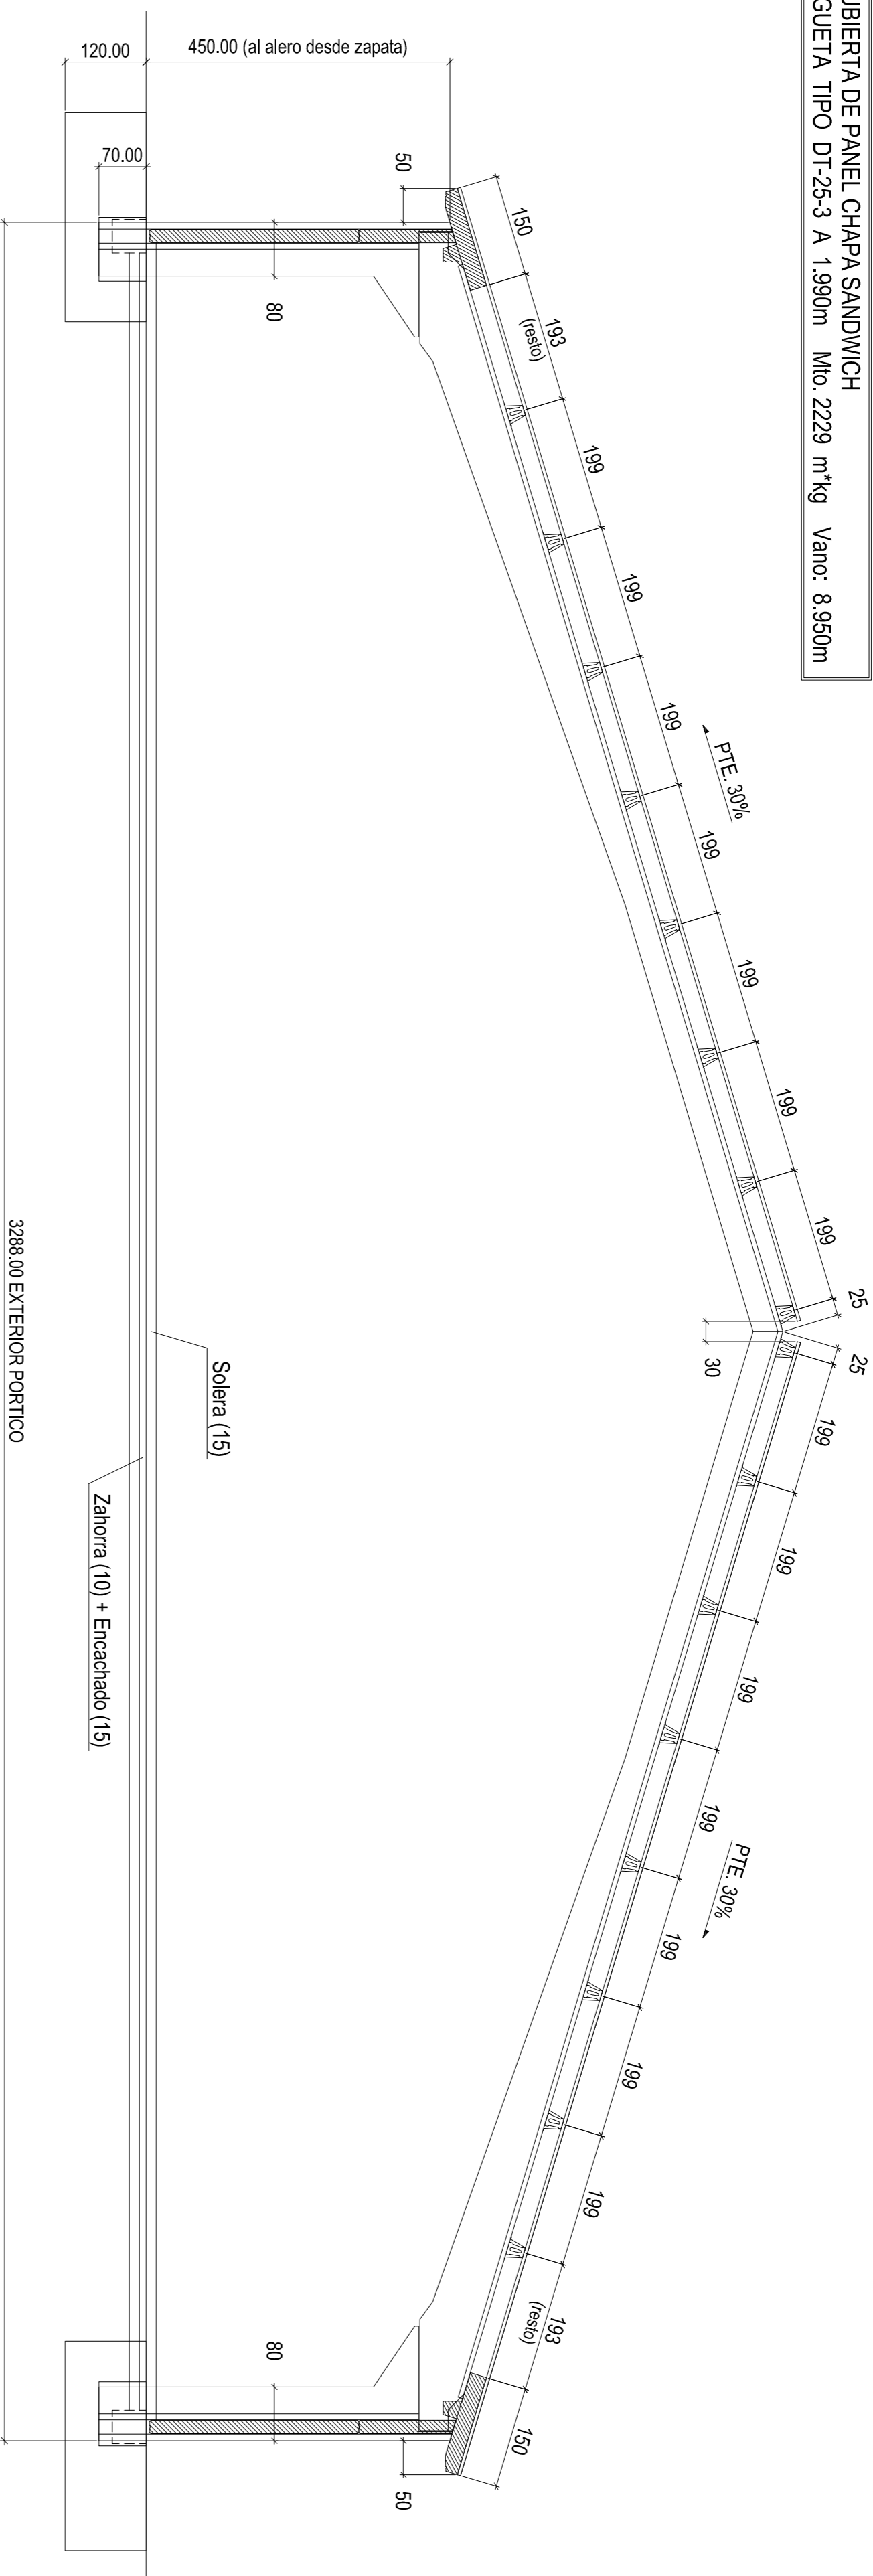 UBIERTA DE PANEL CHAPA SANDWICH
GUETA TIPO DT-25-3 A 1.990m Mto. 2229 m*kg Vano: 8.950m
120.00
450.00 (al alero desde zapata)
70.00
50
80
150
193
(resto)
199
199
199
199
199
199
199
25
PTE. 30%
30
25
199
199
199
199
199
199
199
193
(resto)
150
PTE. 30%
80
50
Solera (15)
Zahorra (10) + Encachado (15)
3288.00 EXTERIOR PORTICO